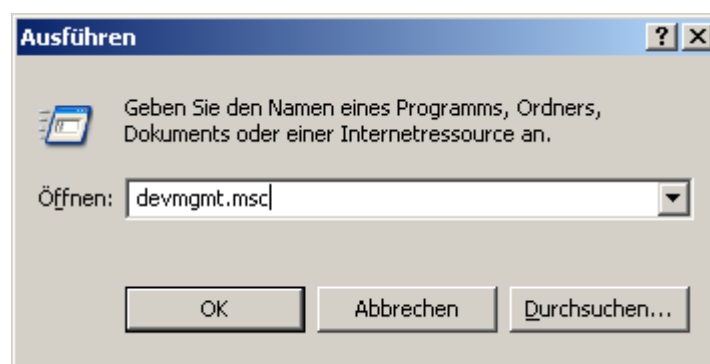 Ausführen
Geben Sie den Namen eines Programms, Ordners,
Dokuments oder einer Internetressource an.
Öffnen: devmgmt.msc
OK Abbrechen Durchsuchen...